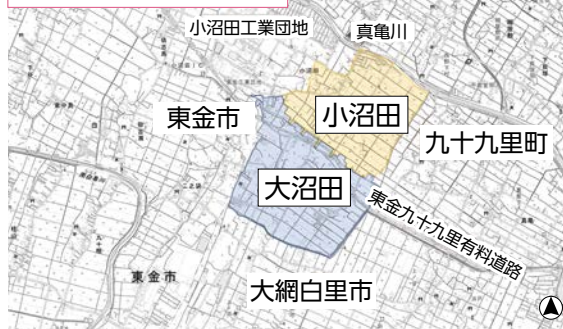 小沼田工業団地
真亀川
東金市
小沼田
九十九里町
大沼田
東金九十九里有料道路
東金市
大網白里市